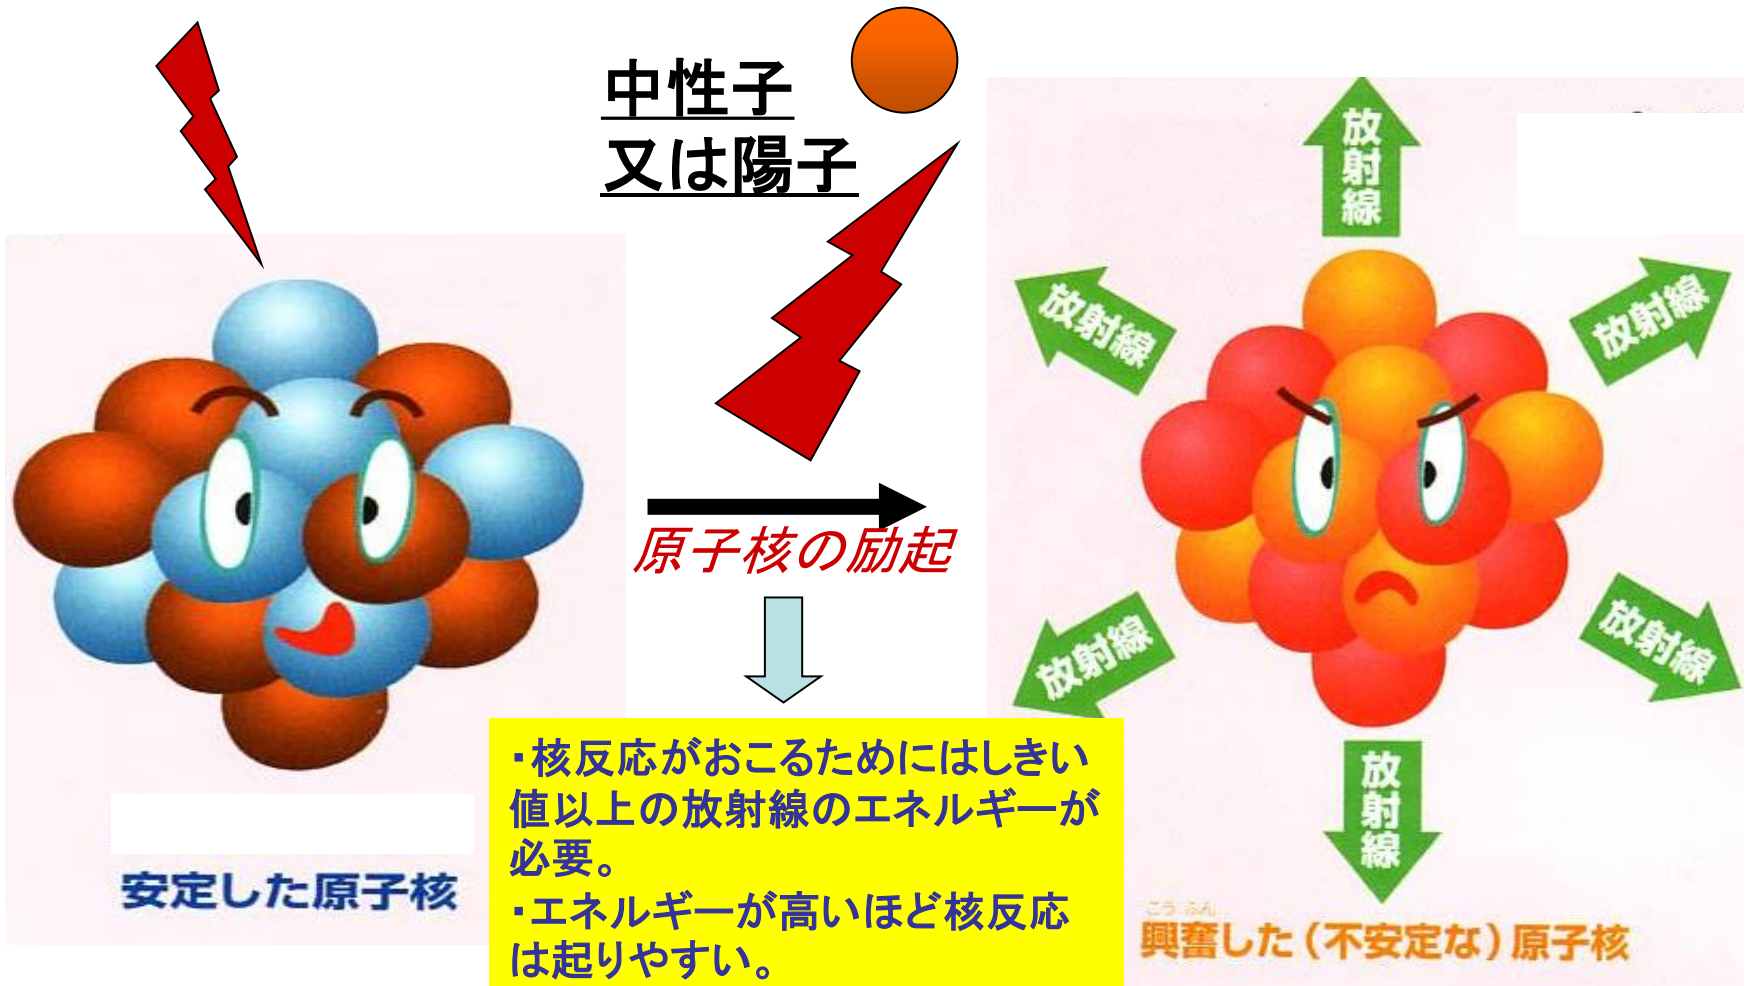 中性子
又は陽子
原子核の励起
・核反応がおこるためにはしきい
値以上の放射線のエネルギーが
必要。
・エネルギーが高いほど核反応
は起りやすい。
安定した原子核
放射線
放射線
放射線
放射線
放射線
放射線
こう ふん
興奮した(不安定な)原子核